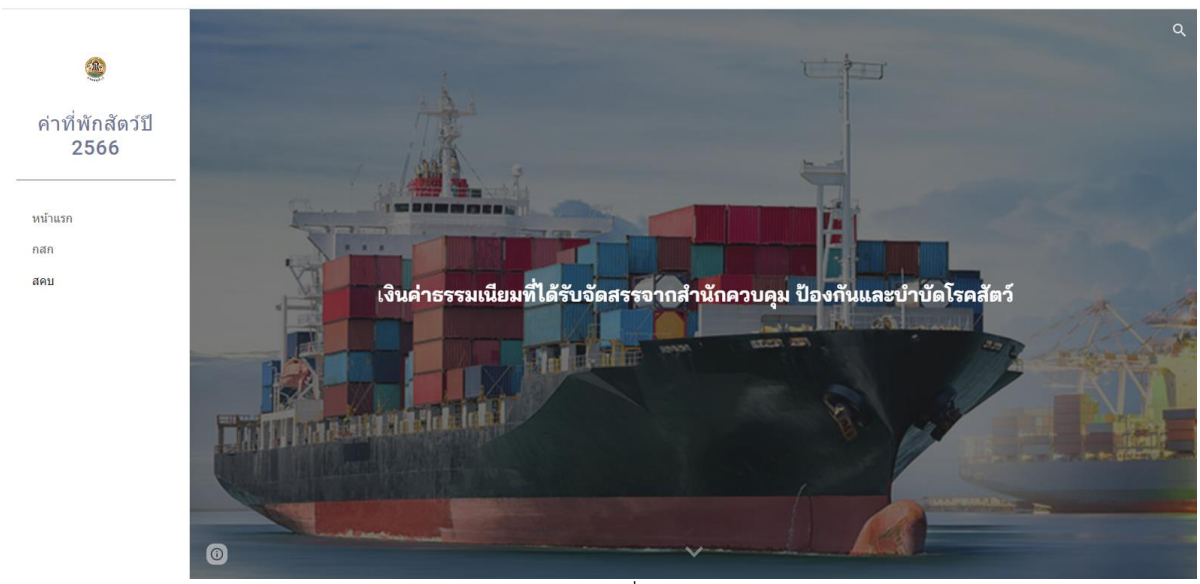 ค่าที่พักสัตว์ปี
2566
หน้าแรก
กสก
สคบ
เงินค่าธรรมเนียมที่ได้รับจัดสรรจากสำนักควบคุม ป้องกันและบำบัดโรคสัตว์